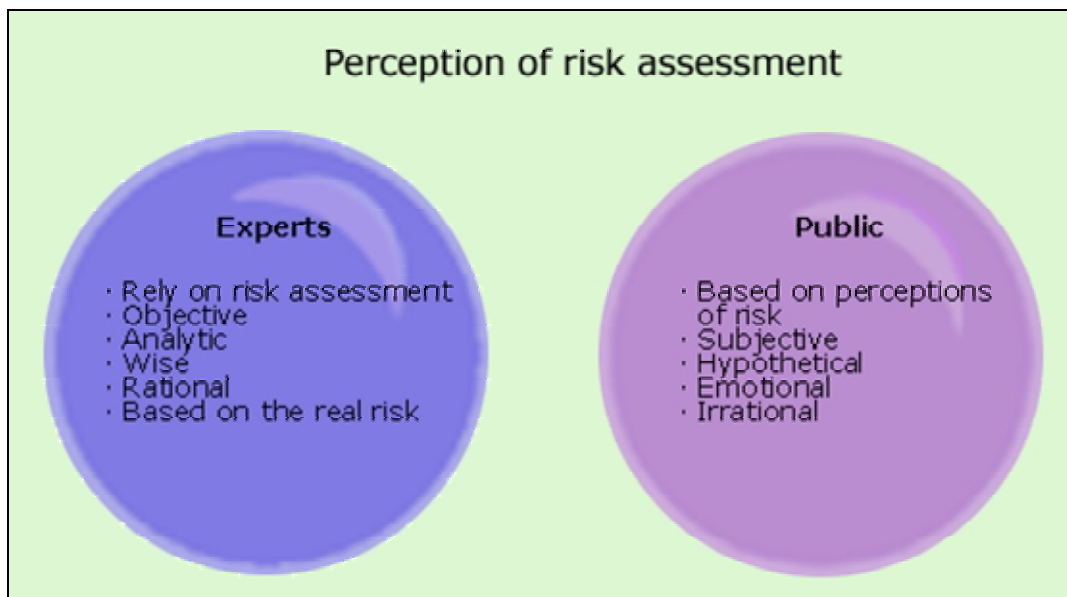 Perception of risk assessment
Experts
· Rely on risk assessment
· Objective
· Analytic
· Wise
· Rational
· Based on the real risk
Public
· Based on perceptions
of risk
· Subjective
· Hypothetical
· Emotional
· Irrational